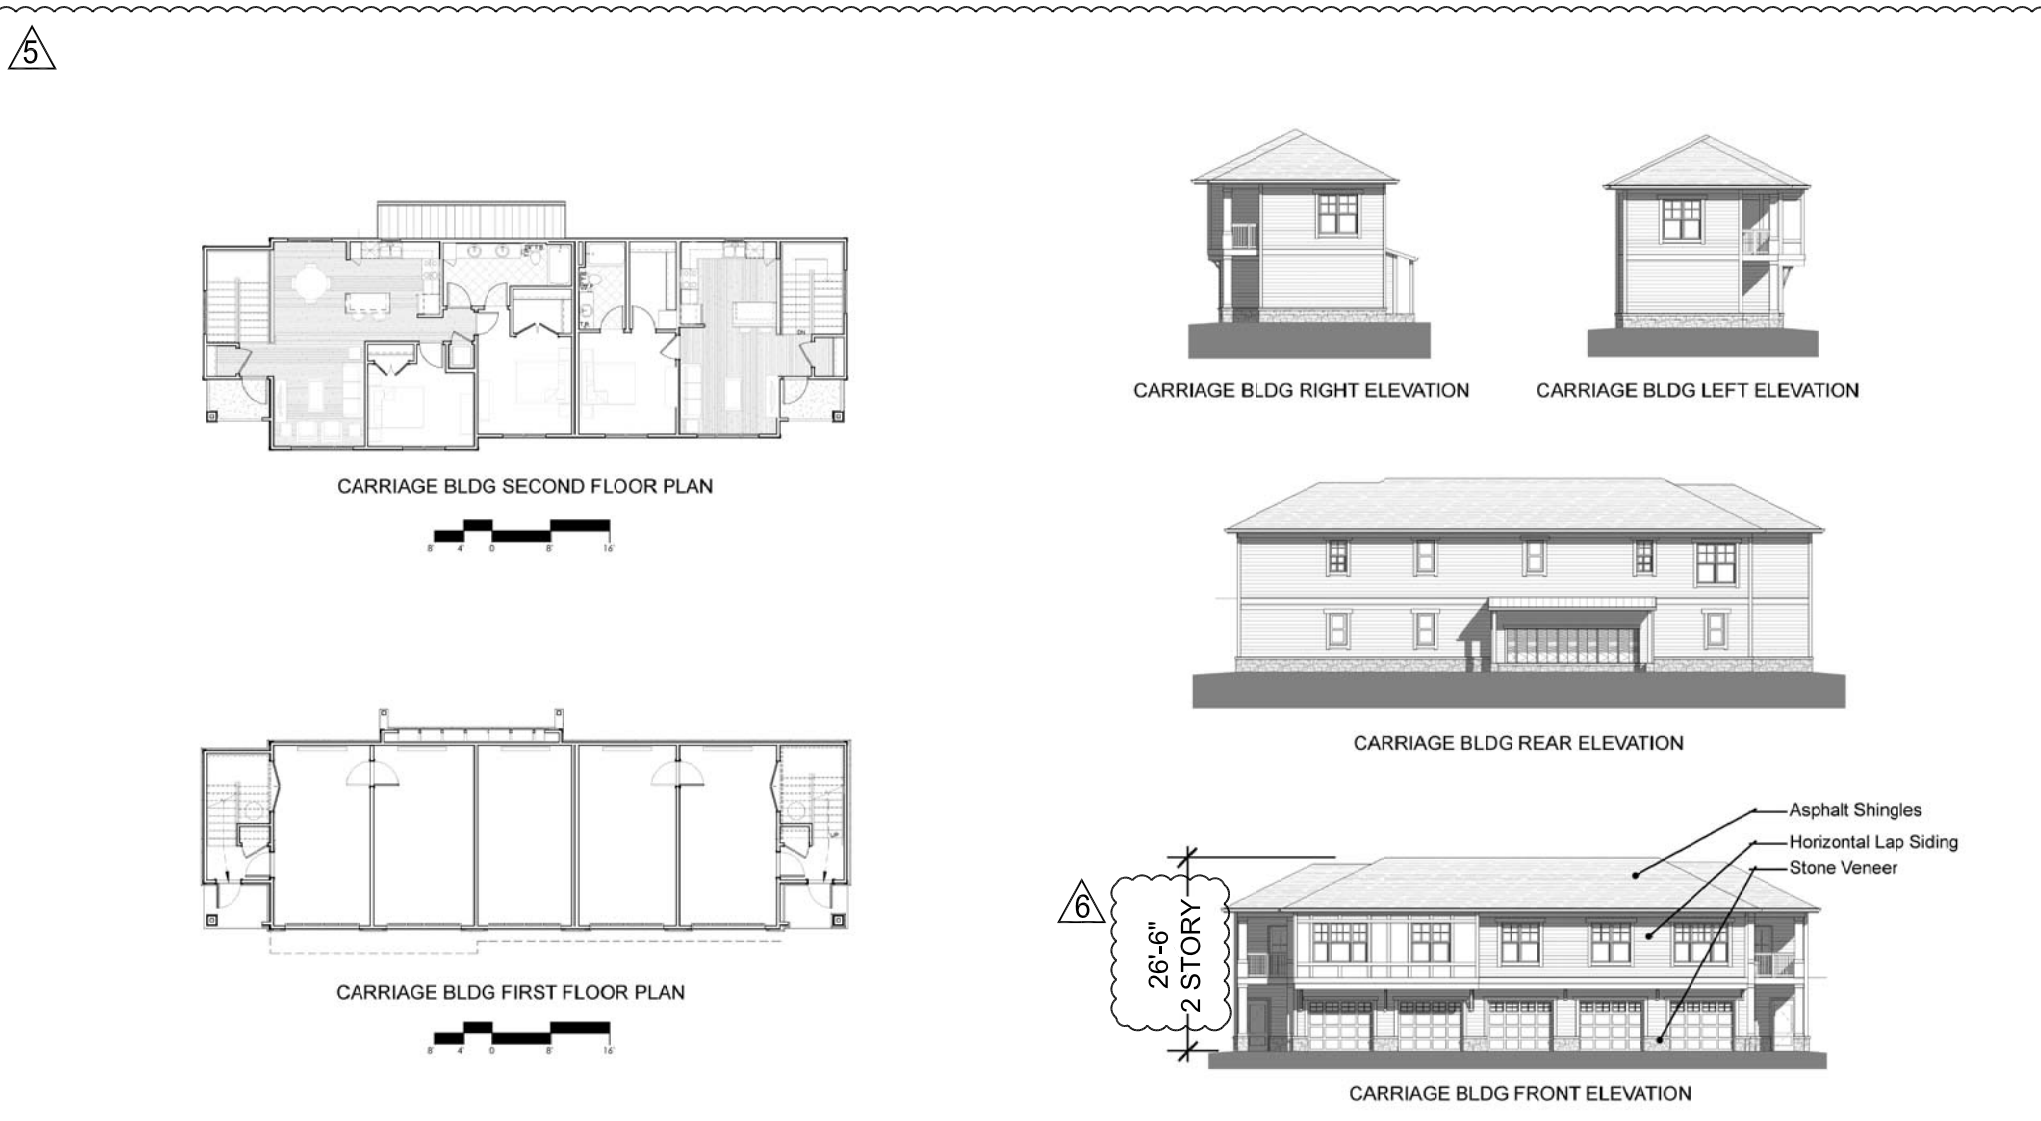 5
CARRIAGE BLDG RIGHT ELEVATION
CARRIAGE BLDG LEFT ELEVATION
DN
CARRIAGE BLDG SECOND FLOOR PLAN
8' 4' 0 8' 16'
CARRIAGE BLDG REAR ELEVATION
UP
CARRIAGE BLDG FIRST FLOOR PLAN
8' 4' 0 8' 16'
Asphalt Shingles
Horizontal Lap Siding
Stone Veneer
6
26'-6"
2 STORY
CARRIAGE BLDG FRONT ELEVATION